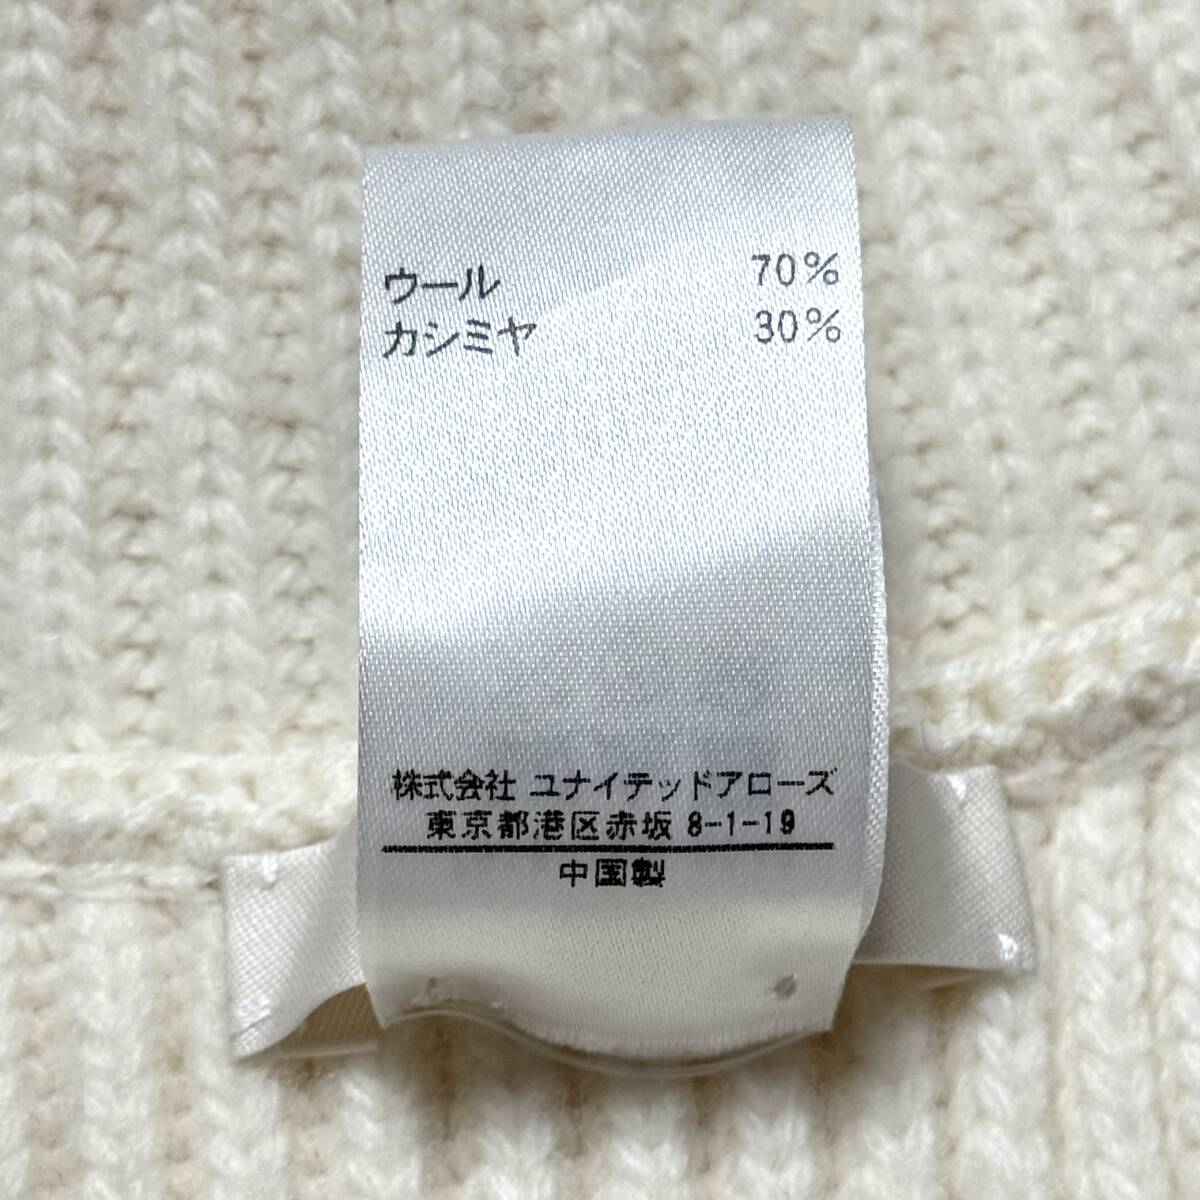 ウール 70%
カシミヤ 30%
株式会社 ユナイテッドアローズ
東京都港区赤坂 8-1-19
中国製